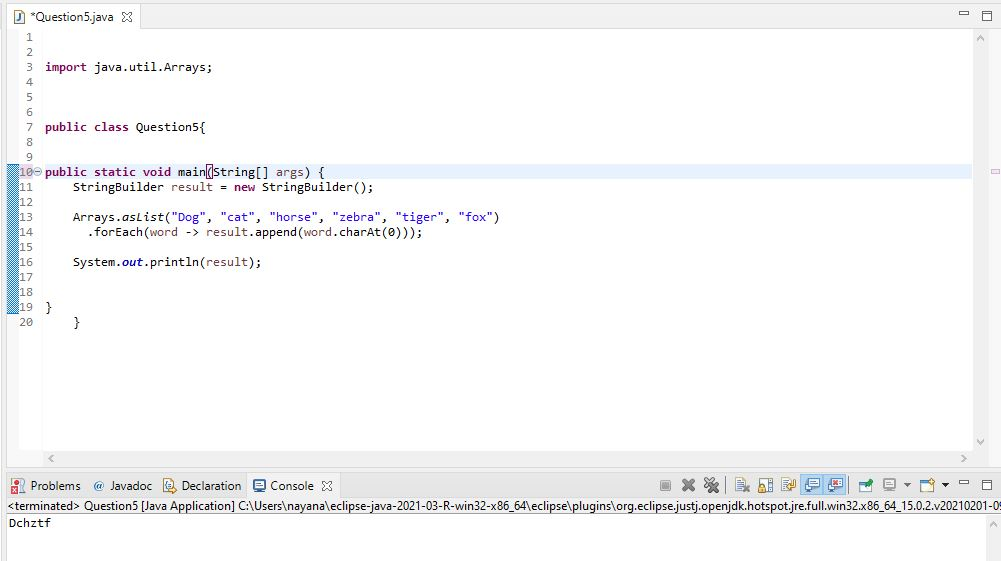 *Question5.java
1
2
3 import java.util.Arrays;
4
5
6
7 public class Question5{
8
9
10 public static void main(String[] args) {
11 StringBuilder result = new StringBuilder();
12
13 Arrays.asList("Dog", "cat", "horse", "zebra", "tiger", "fox")
14 .forEach(word -> result.append(word.charAt(0)));
15
16 System.out.println(result);
17
18
19 }
20 }
Problems @ Javadoc Declaration Console
<terminated> Question5 [Java Application] C:\Users\nayana\eclipse-java-2021-03-R-win32-x86_64\eclipse\plugins\org.eclipse.justj.openjdk.hotspot.jre.full.win32.x86_64_15.0.2.v20210201-09
Dchztf